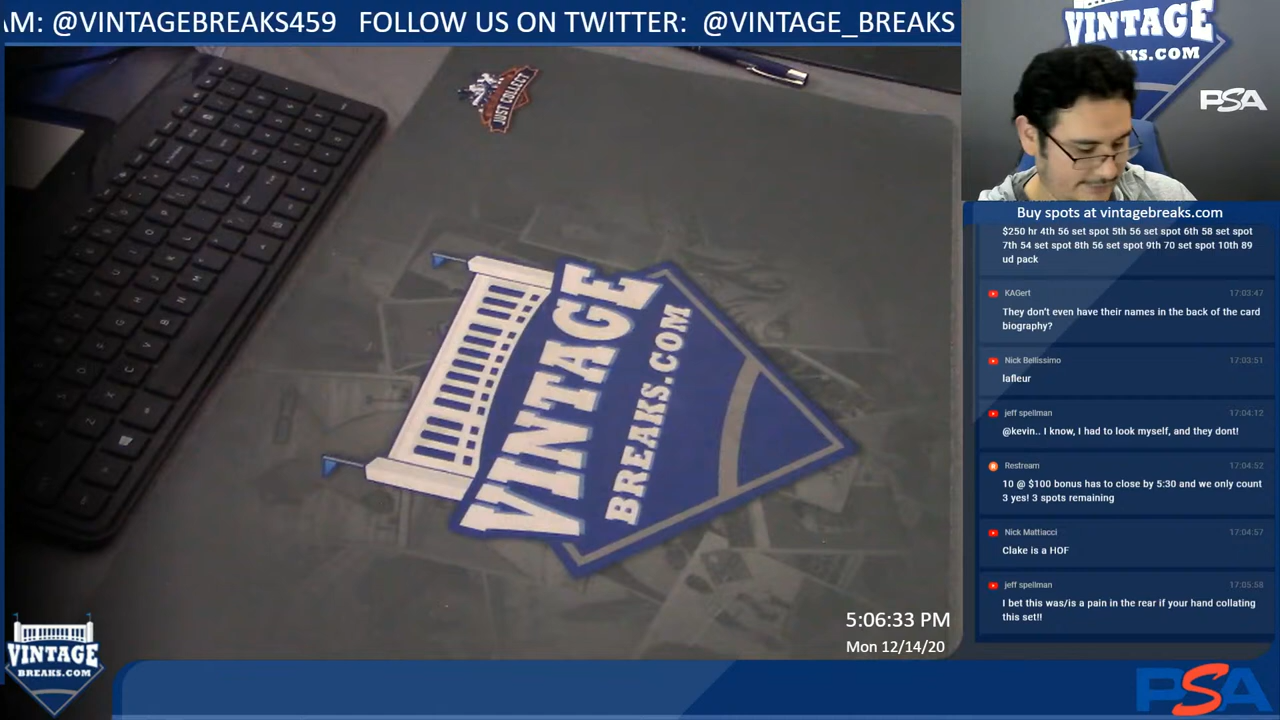 AM: @VINTAGEBREAKS459 FOLLOW US ON TWITTER: @VINTAGE_BREAKS
VINTAGE
BREAKS.COM
PSA
JUST COLLECT
VINTAGE
BREAKS.COM
Buy spots at vintagebreaks.com
$250 hr 4th 56 set spot 5th 56 set spot 6th 58 set spot
7th 54 set spot 8th 56 set spot 9th 70 set spot 10th 89
ud pack
KAGert 17:03:47
They don't even have their names in the back of the card
biography?
Nick Bellissimo 17:03:51
lafleur
jeff spellman 17:04:12
@kevin.. I know, I had to look myself, and they dont!
Restream 17:04:52
10 @ $100 bonus has to close by 5:30 and we only count
3 yes! 3 spots remaining
Nick Mattiacci 17:04:57
Clake is a HOF
jeff spellman 17:05:58
I bet this was/is a pain in the rear if your hand collating
this set!!
5:06:33 PM
Mon 12/14/20
VINTAGE
BREAKS.COM
PSA